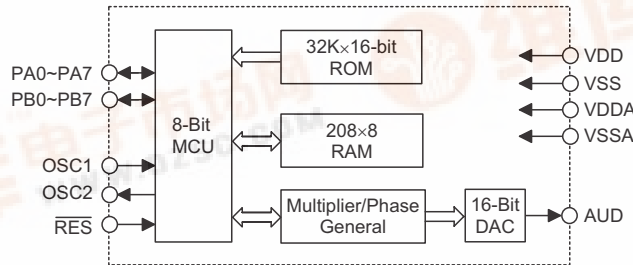 32K×16-bit
ROM
PA0~PA7
PB0~PB7
8-Bit
MCU
208×8
RAM
OSC1
OSC2
RES
Multiplier/Phase
General
16-Bit
DAC
VDD
VSS
VDDA
VSSA
AUD